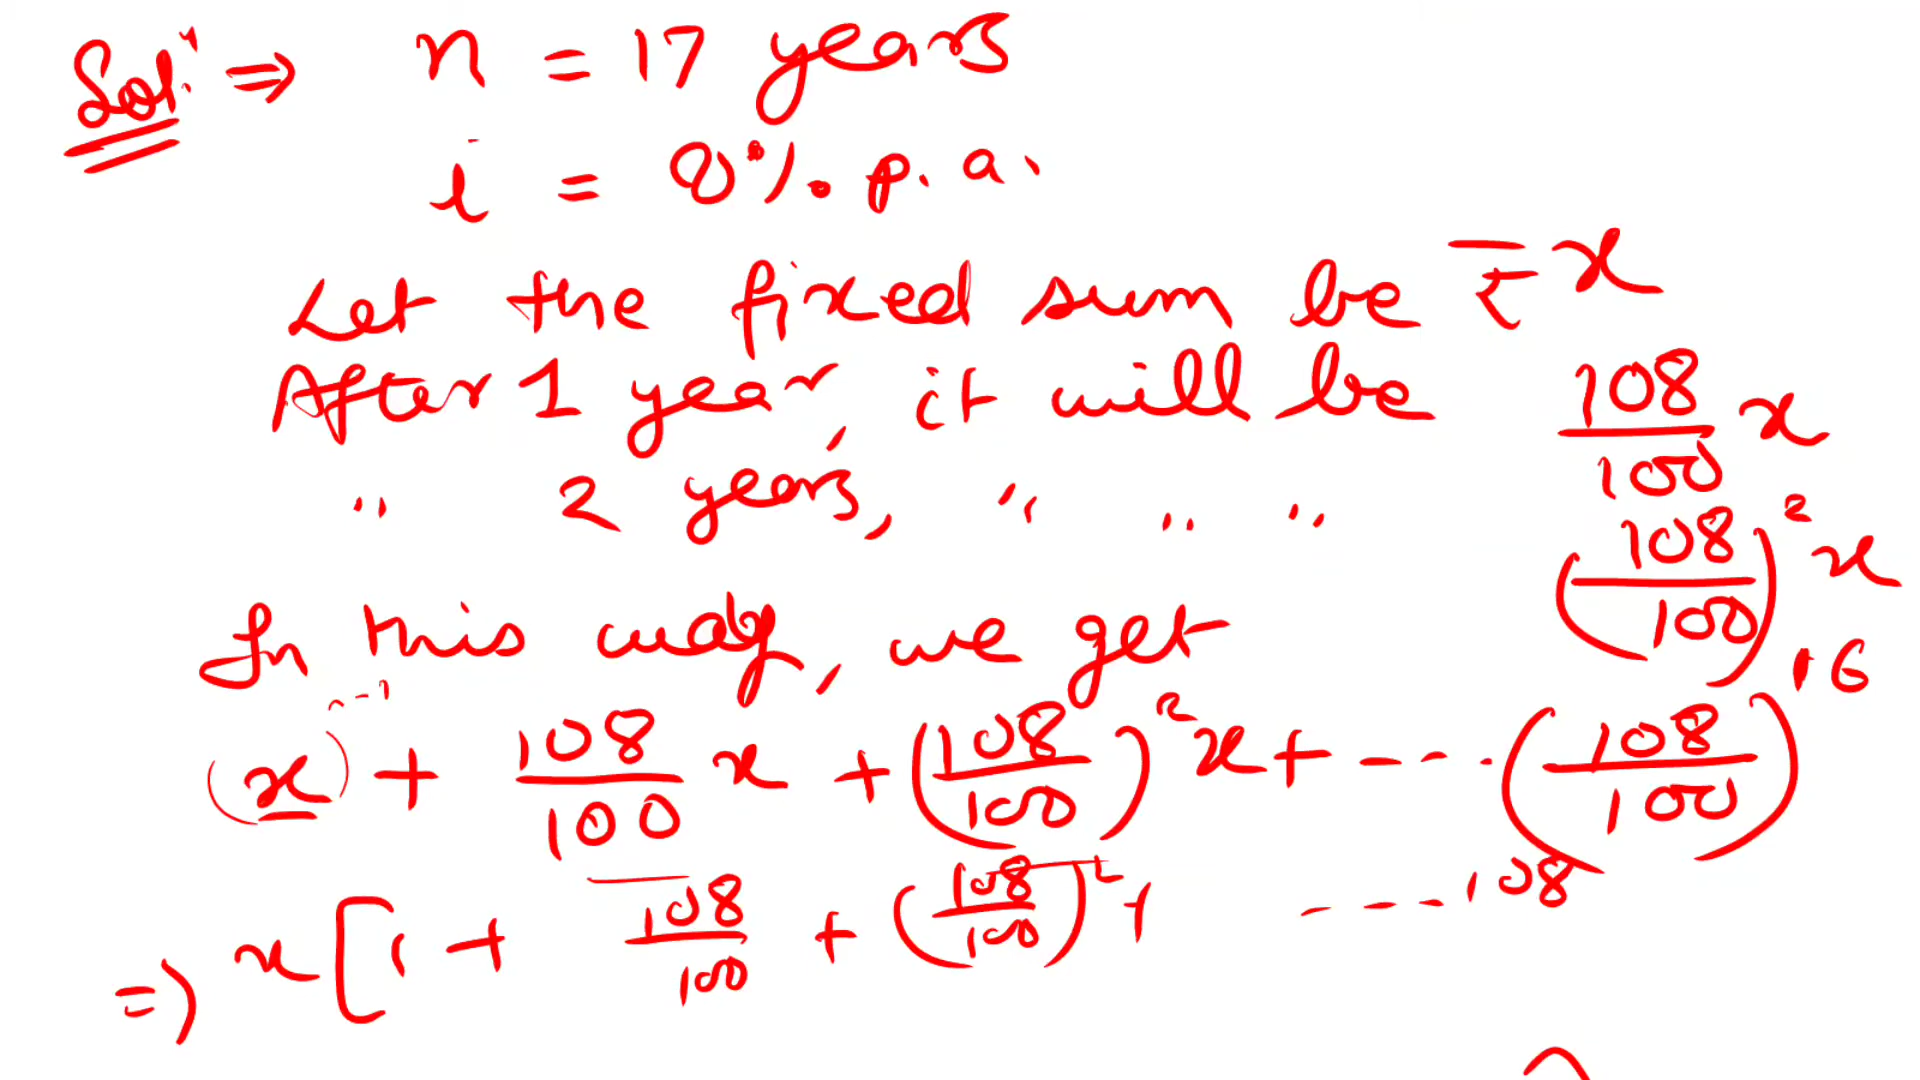 Sol.ⁿ ⇒ n = 17 years
i = 8% p.a.
Let the fixed sum be ₹ x
After 1 year, it will be 108/100 x
" 2 years, " " " (108/100)² x
In this way, we get
(x)ⁿ⁻¹ + 108/100 x + (108/100)² x + ---- (108/100)¹⁶
⇒ x [1 + 108/100 + (108/100)² + ---- 108